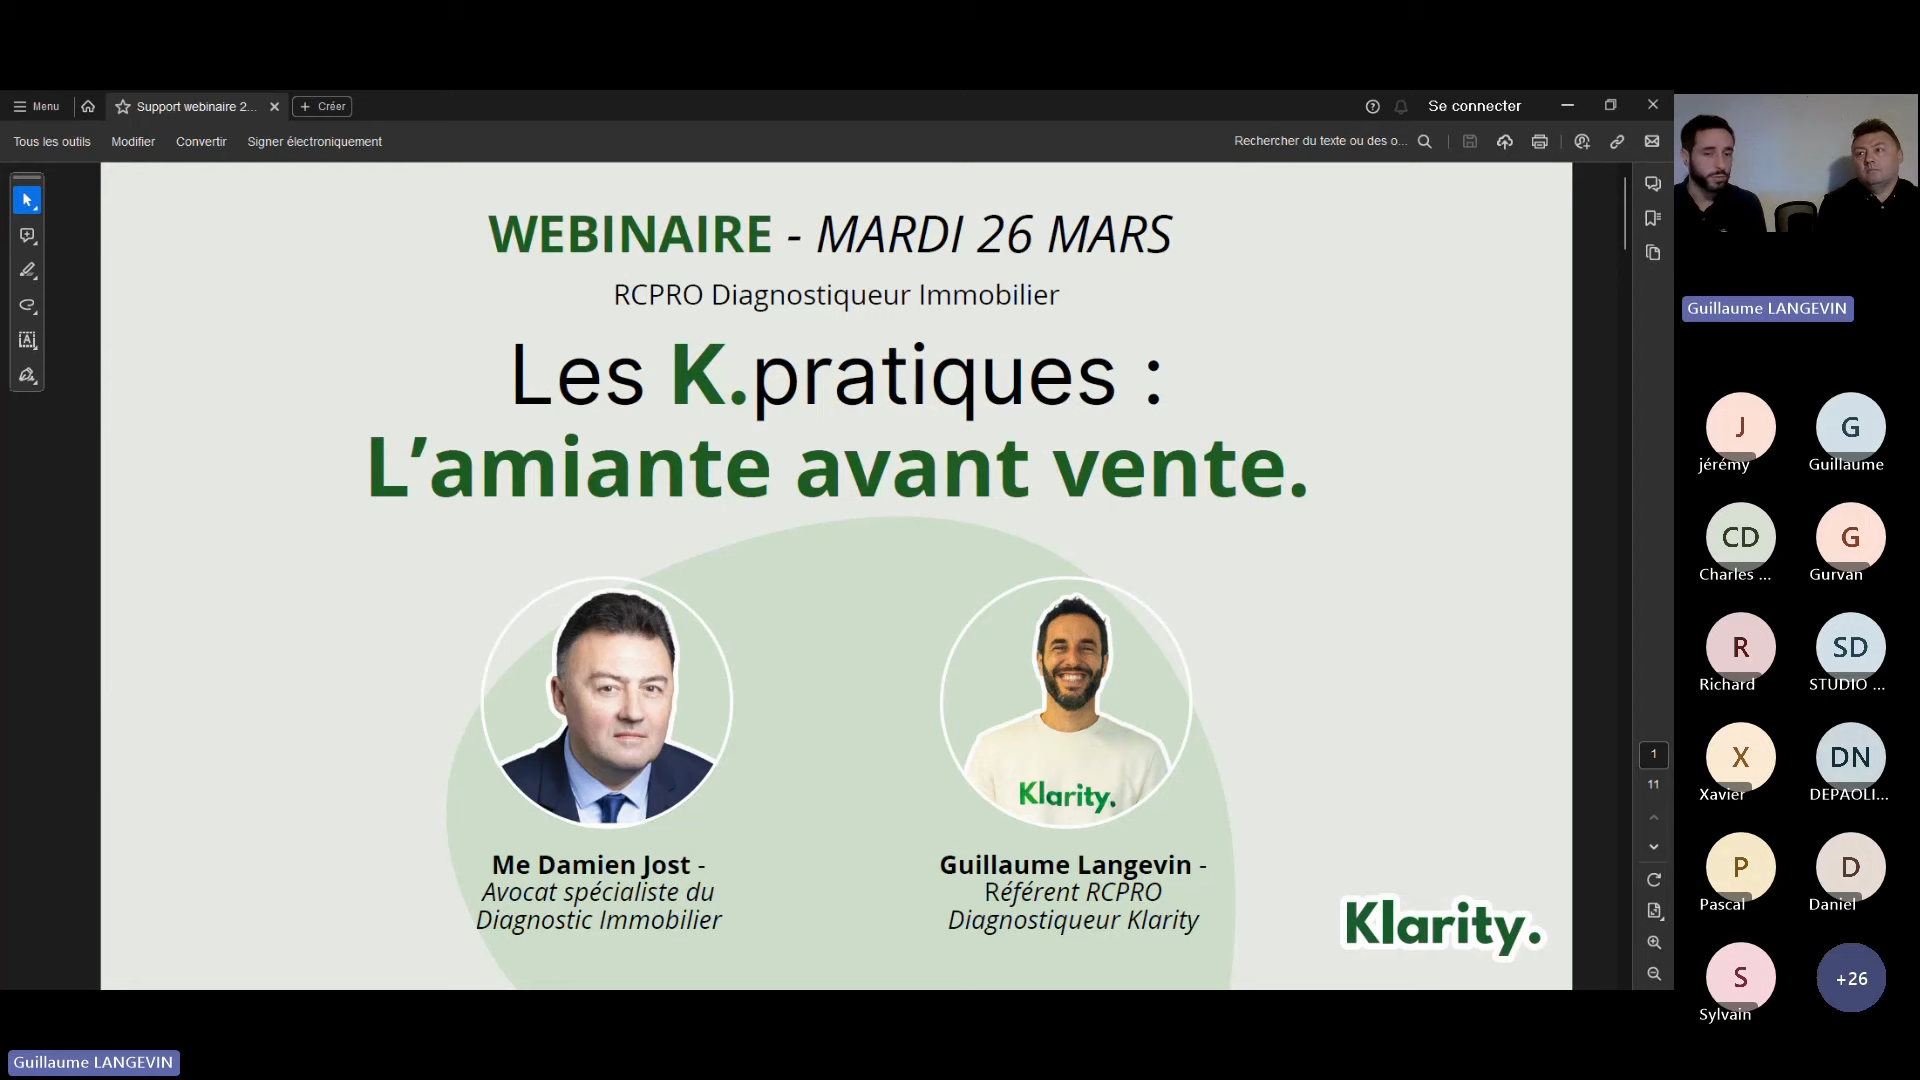 Menu
Support webinaire 2...
Créer
Se connecter
Tous les outils
Modifier
Convertir
Signer électroniquement
Rechercher du texte ou des o...
WEBINAIRE - MARDI 26 MARS
RCPRO Diagnostiqueur Immobilier
Les K.pratiques :
L’amiante avant vente.
Klarity.
Me Damien Jost -
Avocat spécialiste du
Diagnostic Immobilier
Guillaume Langevin -
Référent RCPRO
Diagnostiqueur Klarity
Klarity.
1
11
Guillaume LANGEVIN
J
jérémy
G
Guillaume
CD
Charles ...
G
Gurvan
R
Richard
SD
STUDIO ...
X
Xavier
DN
DEPAOLI...
P
Pascal
D
Daniel
S
Sylvain
+26
Guillaume LANGEVIN